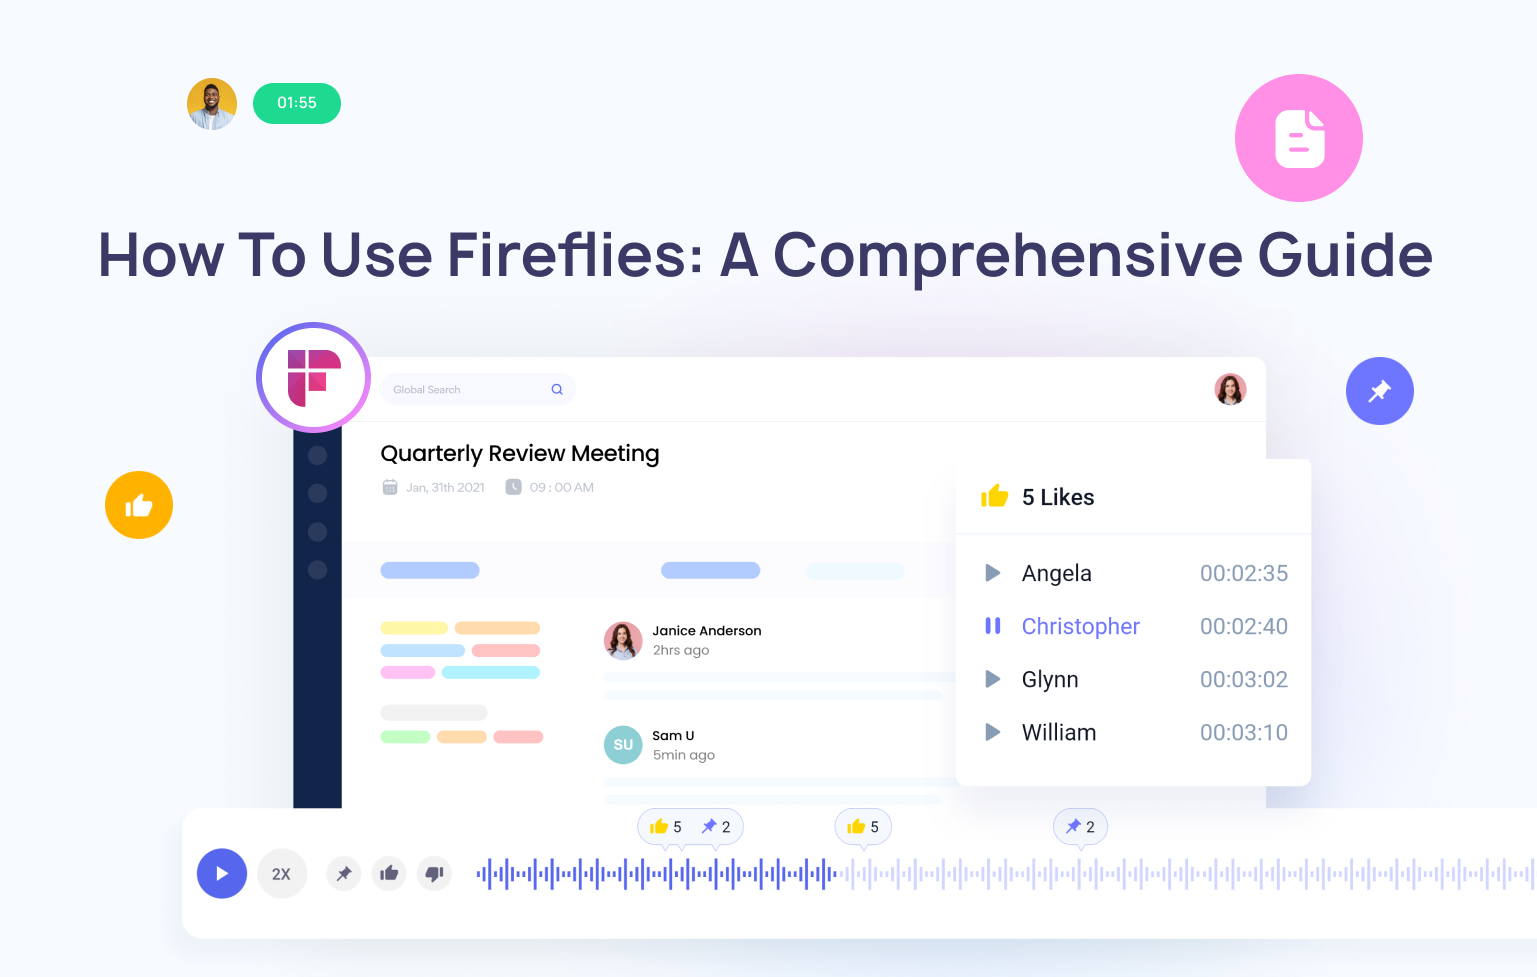 01:55
How To Use Fireflies: A Comprehensive Guide
Global Search
Quarterly Review Meeting
Jan, 31th 2021 09 : 00 AM
5 Likes
Angela 00:02:35
Christopher 00:02:40
Glynn 00:03:02
William 00:03:10
Janice Anderson
2hrs ago
SU
Sam U
5min ago
5 2
5
2
2X